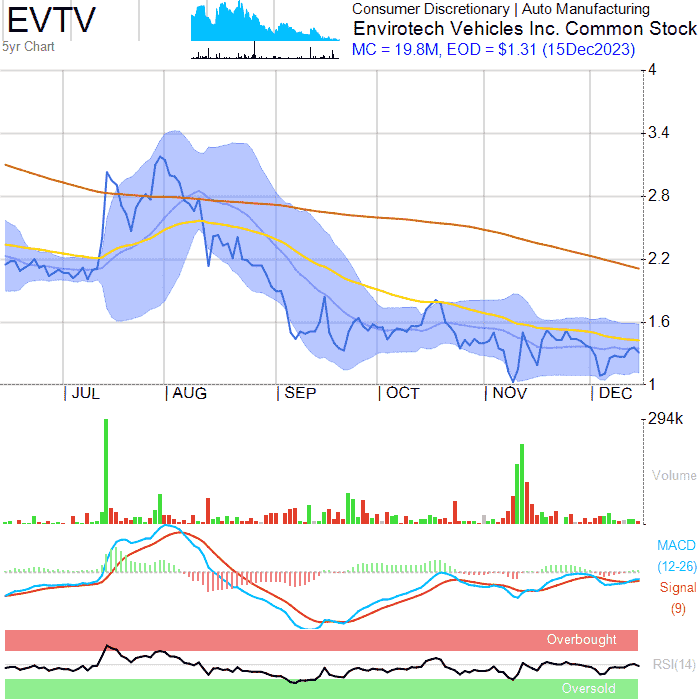 EVTV
5yr Chart
Consumer Discretionary | Auto Manufacturing
Envirotech Vehicles Inc. Common Stock
MC = 19.8M, EOD = $1.31 (15Dec2023)
4
3.4
2.8
2.2
1.6
1
| JUL | AUG | SEP | OCT | NOV | DEC
294k
Volume
MACD
(12-26)
Signal
(9)
Overbought
RSI(14)
Oversold